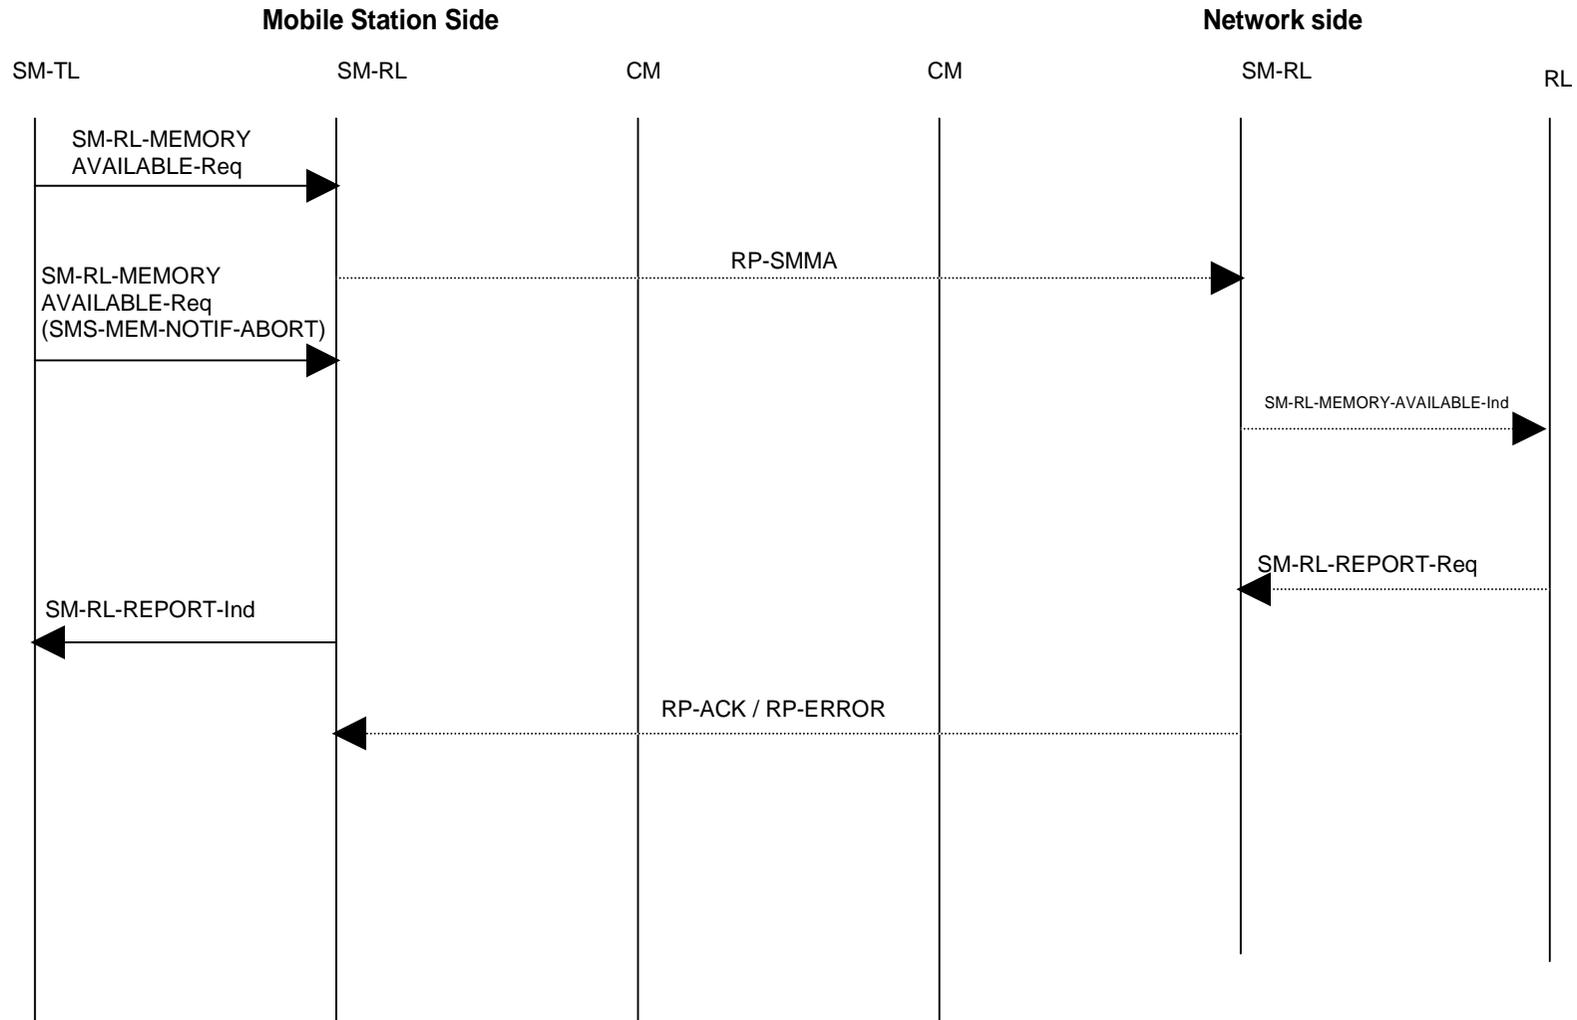 Mobile Station Side
Network side
SM-TL
SM-RL
CM
CM
SM-RL
RL
SM-RL-MEMORY
AVAILABLE-Req
RP-SMMA
SM-RL-MEMORY
AVAILABLE-Req
(SMS-MEM-NOTIF-ABORT)
SM-RL-MEMORY-AVAILABLE-Ind
SM-RL-REPORT-Req
SM-RL-REPORT-Ind
RP-ACK / RP-ERROR